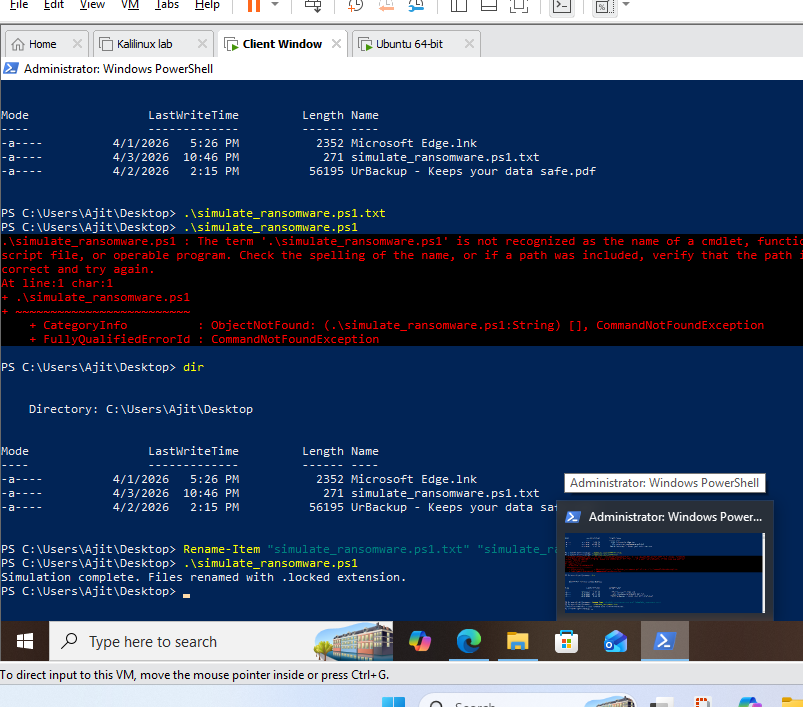 File Edit View VM Tabs Help
Home Kalilinux lab Client Window Ubuntu 64-bit
Administrator: Windows PowerShell
Mode LastWriteTime Length Name
---- ------------- ------ ----
-a---- 4/1/2026 5:26 PM 2352 Microsoft Edge.lnk
-a---- 4/3/2026 10:46 PM 271 simulate_ransomware.ps1.txt
-a---- 4/2/2026 2:15 PM 56195 UrBackup - Keeps your data safe.pdf
PS C:\Users\Ajit\Desktop> .\simulate_ransomware.ps1.txt
PS C:\Users\Ajit\Desktop> .\simulate_ransomware.ps1
.\simulate_ransomware.ps1 : The term '.\simulate_ransomware.ps1' is not recognized as the name of a cmdlet, functio
script file, or operable program. Check the spelling of the name, or if a path was included, verify that the path i
correct and try again.
At line:1 char:1
+ .\simulate_ransomware.ps1
+ ~~~~~~~~~~~~~~~~~~~~~~~~~
+ CategoryInfo : ObjectNotFound: (.\simulate_ransomware.ps1:String) [], CommandNotFoundException
+ FullyQualifiedErrorId : CommandNotFoundException
PS C:\Users\Ajit\Desktop> dir
Directory: C:\Users\Ajit\Desktop
Mode LastWriteTime Length Name
---- ------------- ------ ----
-a---- 4/1/2026 5:26 PM 2352 Microsoft Edge.lnk
-a---- 4/3/2026 10:46 PM 271 simulate_ransomware.ps1.txt
-a---- 4/2/2026 2:15 PM 56195 UrBackup - Keeps your data saf
Administrator: Windows PowerShell
Administrator: Windows Power...
PS C:\Users\Ajit\Desktop> Rename-Item "simulate_ransomware.ps1.txt" "simulate_ra
PS C:\Users\Ajit\Desktop> .\simulate_ransomware.ps1
Simulation complete. Files renamed with .locked extension.
PS C:\Users\Ajit\Desktop>
Type here to search
To direct input to this VM, move the mouse pointer inside or press Ctrl+G.
Search